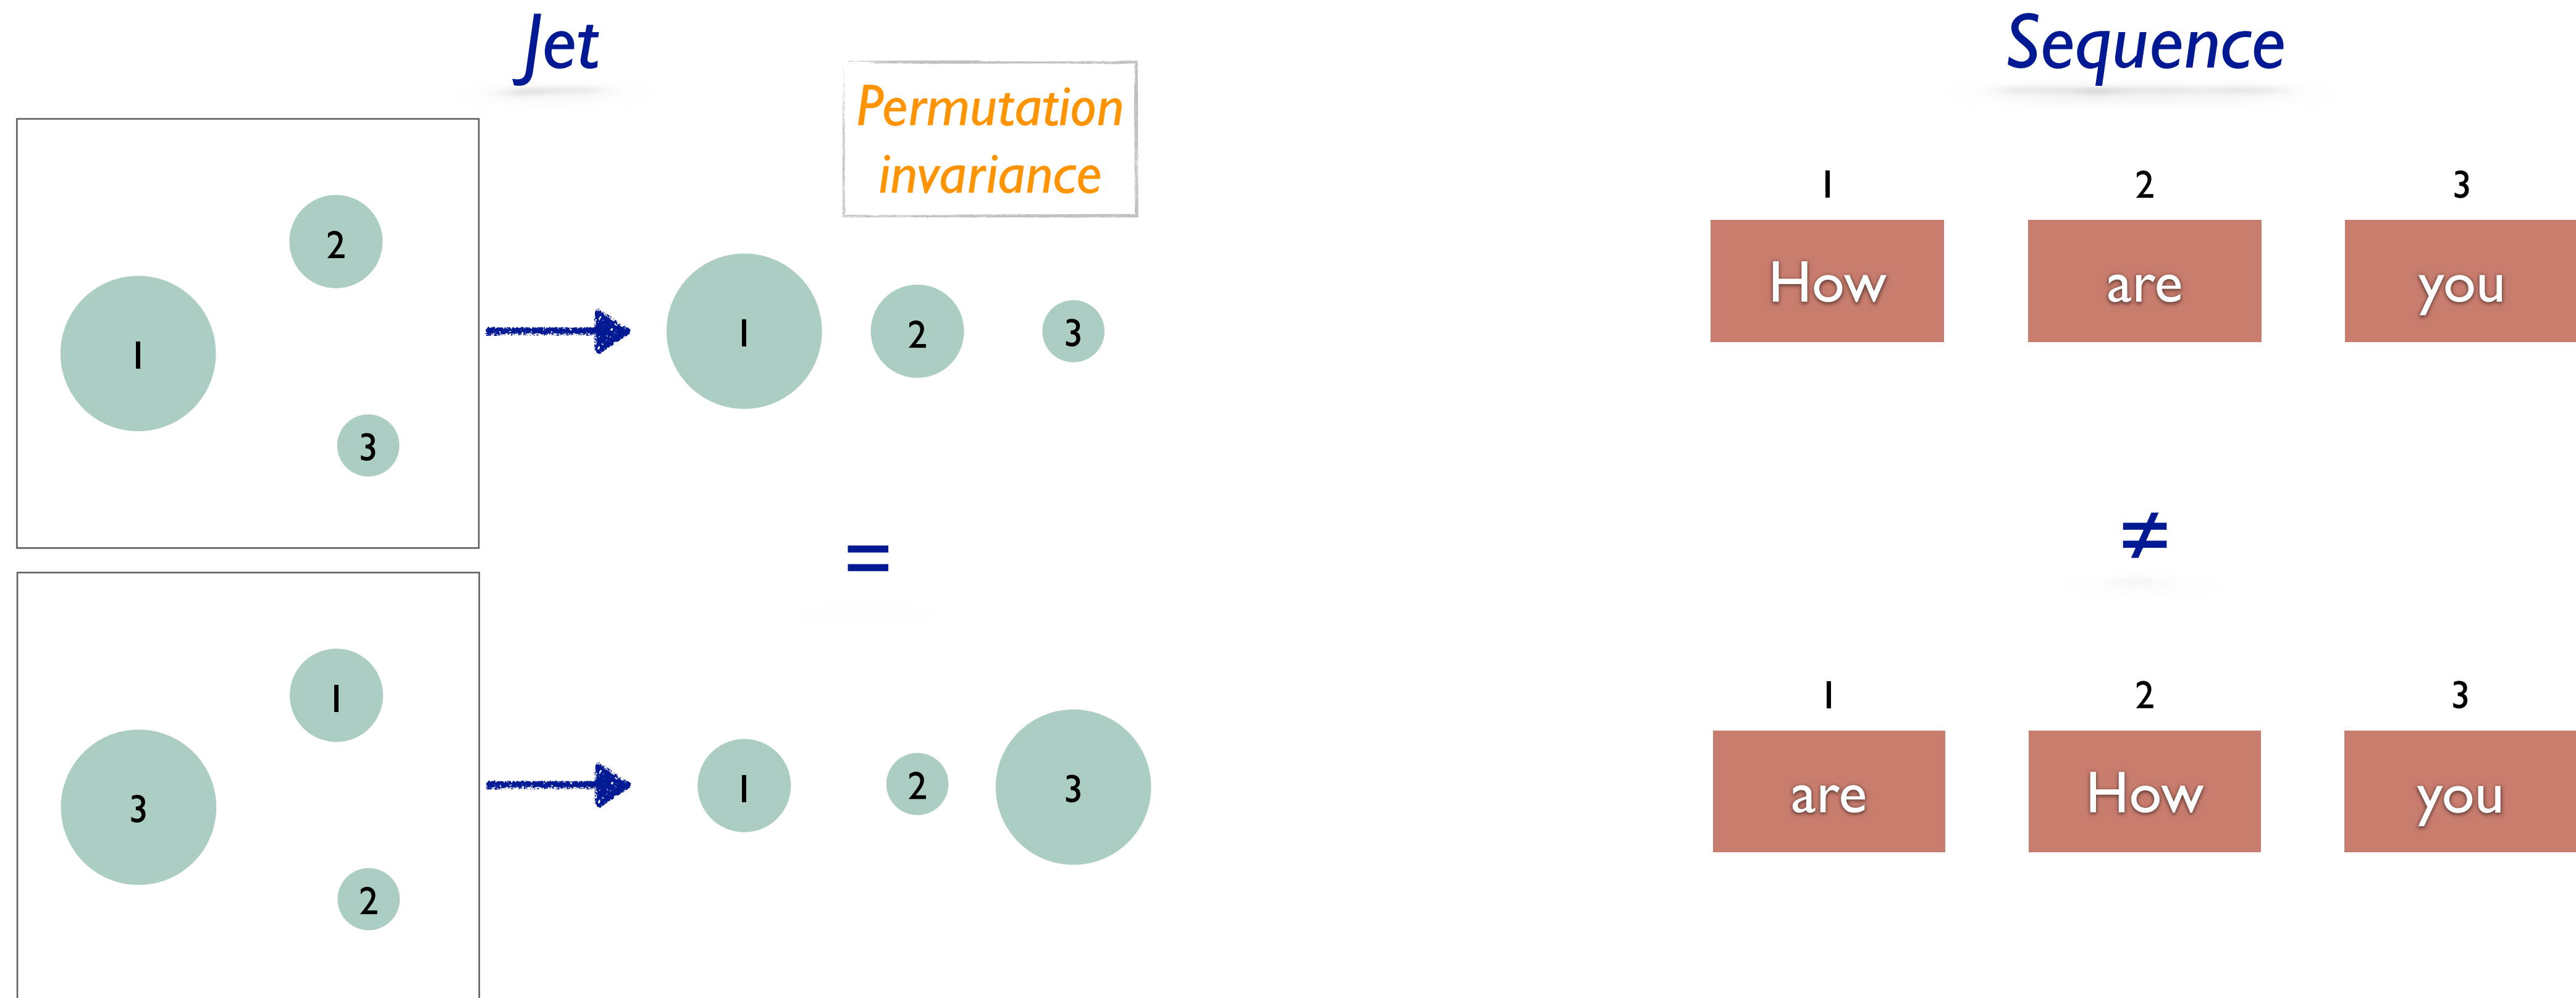 Jet
Permutation
invariance
2
1
3
1 2 3
=
1
3
2
1 2 3
Sequence
1 2 3
How are you
≠
1 2 3
are How you